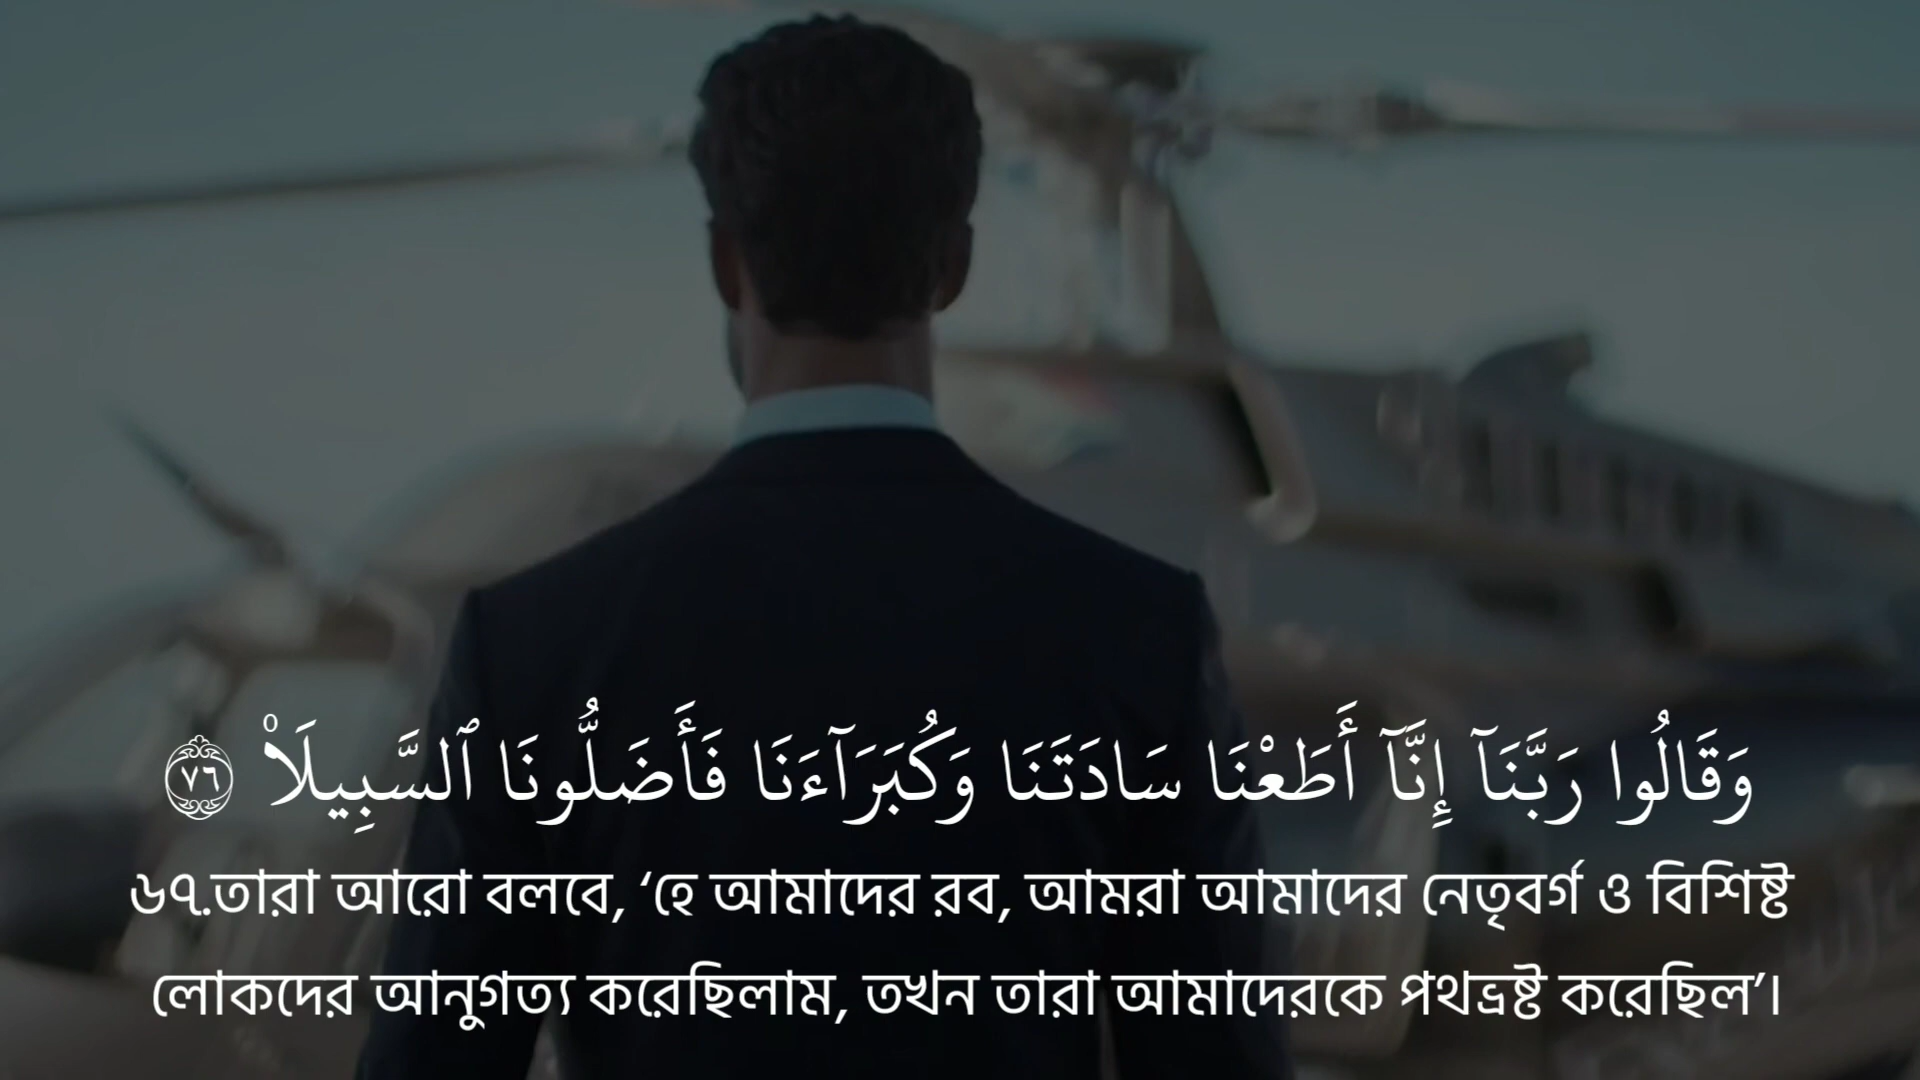 وَقَالُوا رَبَّنَآ إِنَّآ أَطَعْنَا سَادَتَنَا وَكُبَرَآءَنَا فَأَضَلُّونَا ٱلسَّبِيلَا۠ ٧٦
৬৭.তারা আরো বলবে, ‘হে আমাদের রব, আমরা আমাদের নেতৃবর্গ ও বিশিষ্ট
লোকদের আনুগত্য করেছিলাম, তখন তারা আমাদেরকে পথভ্রষ্ট করেছিল’।